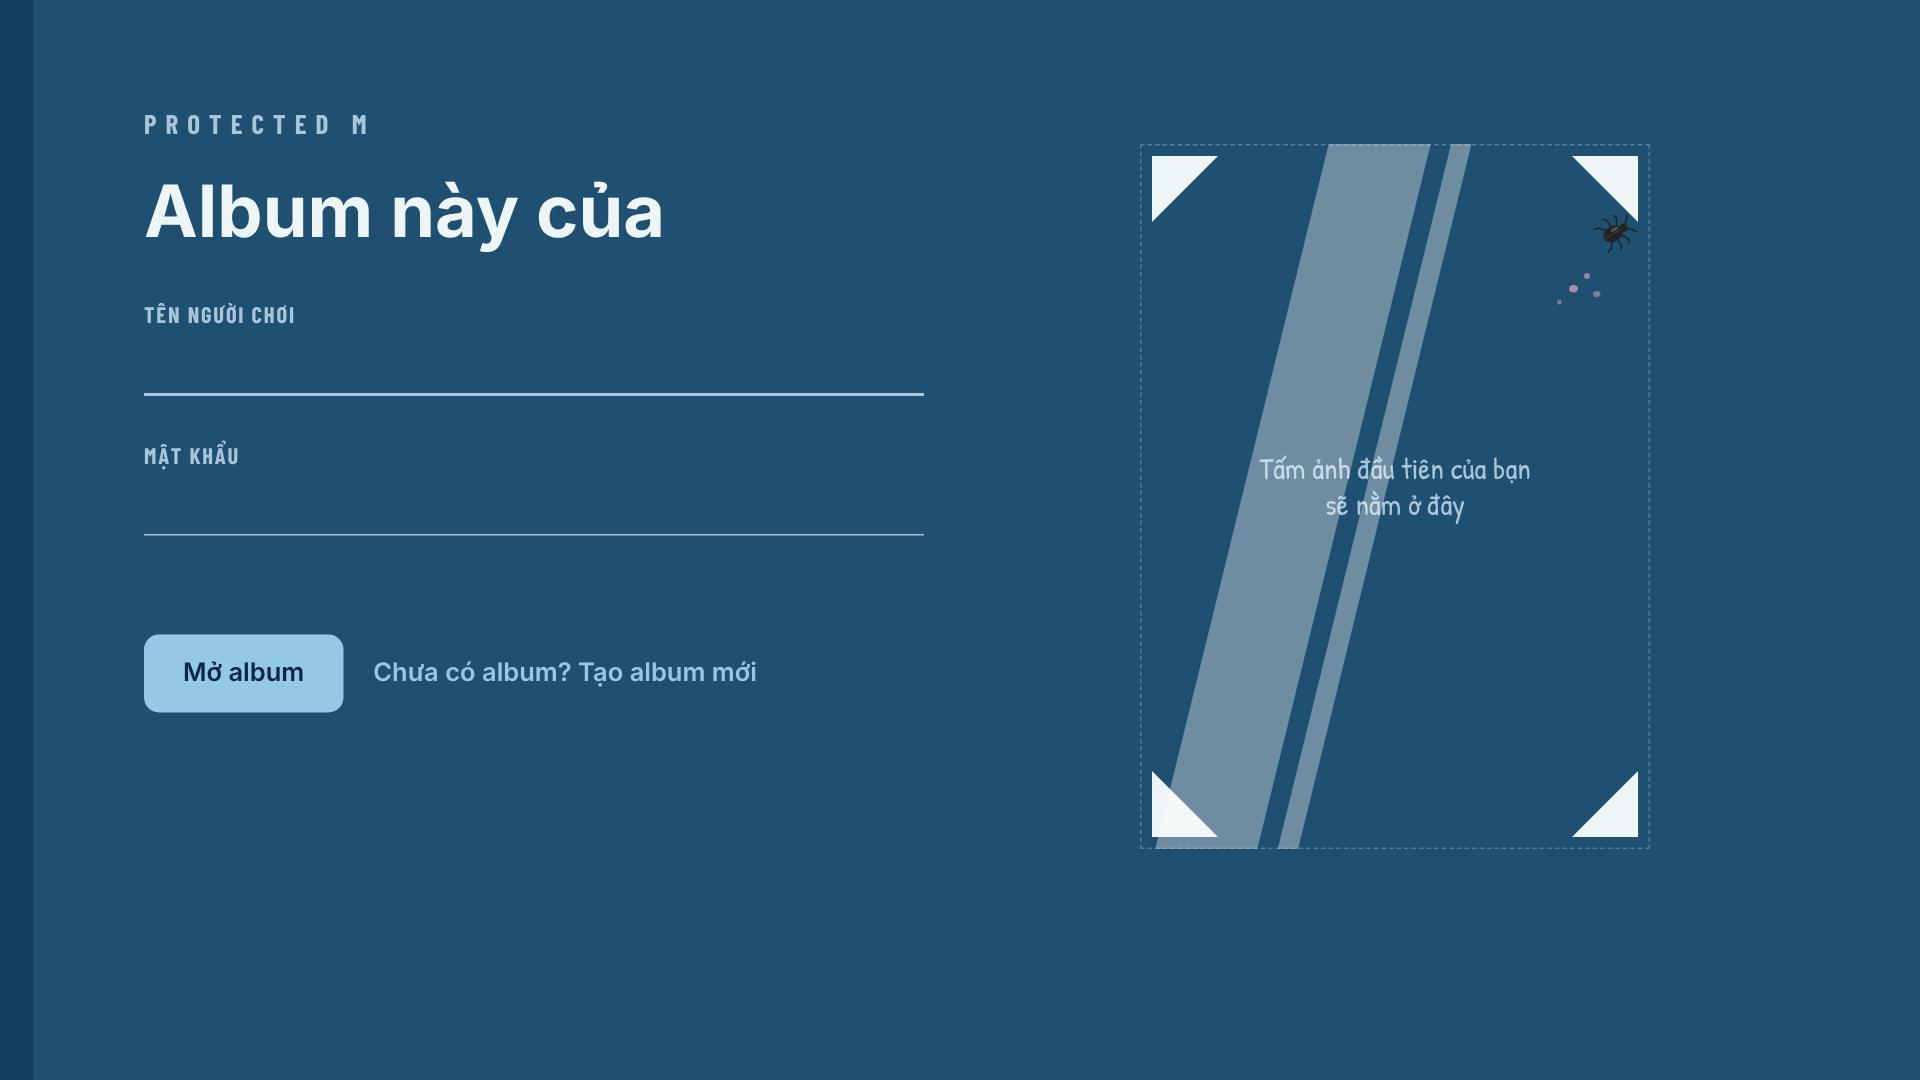 PROTECTED M
Album này của
TÊN NGƯỜI CHƠI
MẬT KHẨU
Mở album
Chưa có album? Tạo album mới
Tấm ảnh đầu tiên của bạn
sẽ nằm ở đây